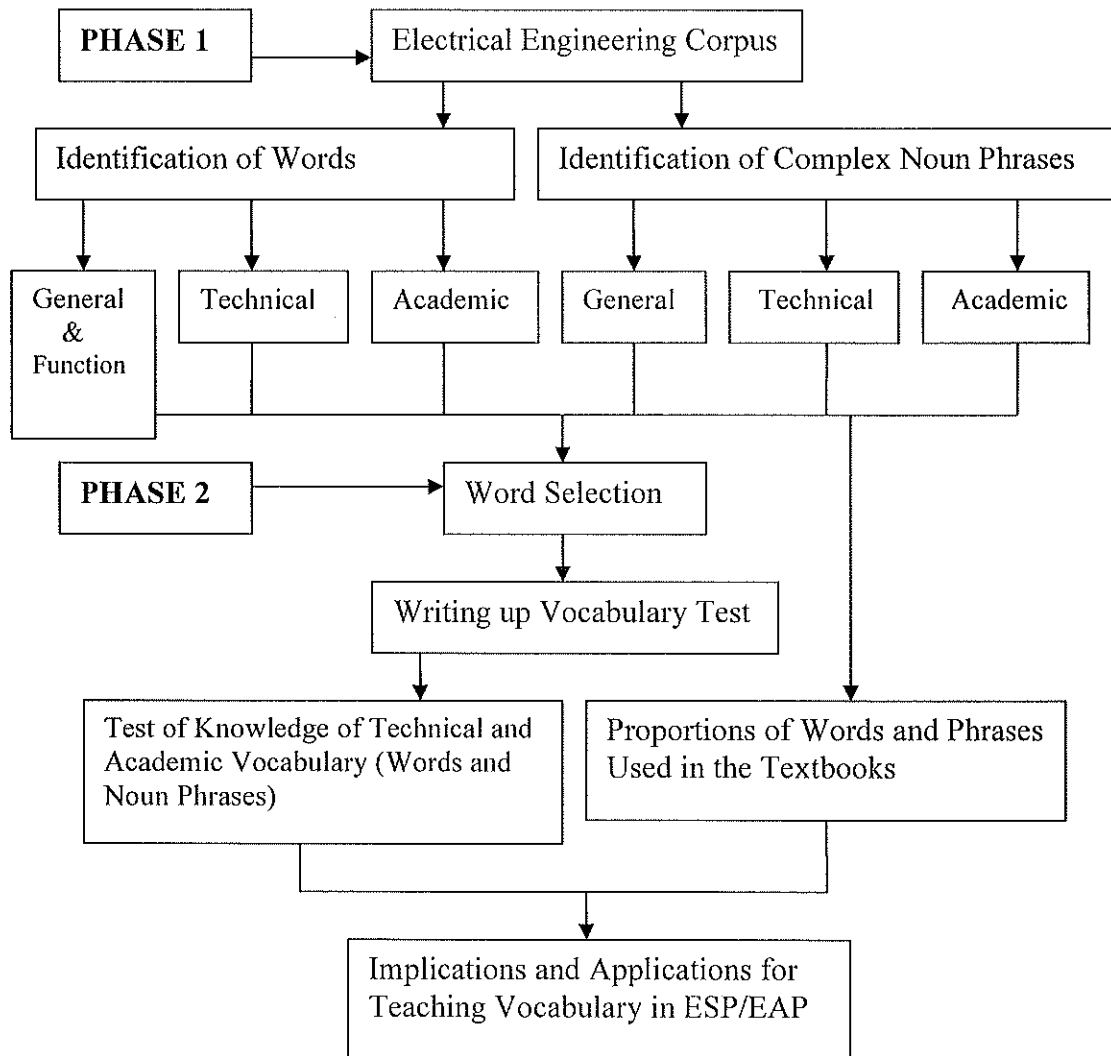 PHASE 1
Electrical Engineering Corpus
Identification of Words
Identification of Complex Noun Phrases
General
&
Function
Technical
Academic
General
Technical
Academic
PHASE 2
Word Selection
Writing up Vocabulary Test
Test of Knowledge of Technical and
Academic Vocabulary (Words and
Noun Phrases)
Proportions of Words and Phrases
Used in the Textbooks
Implications and Applications for
Teaching Vocabulary in ESP/EAP